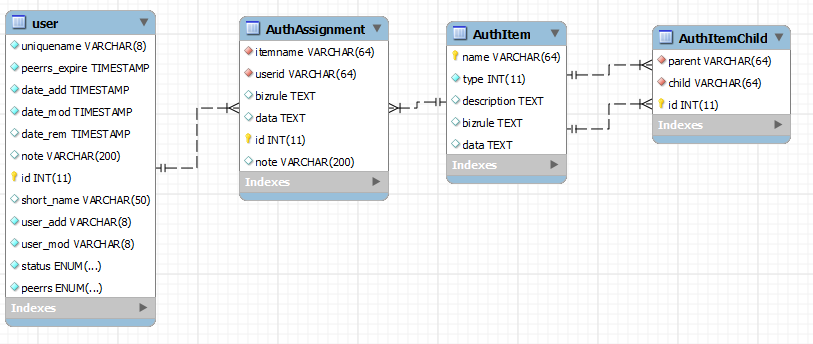 user
uniquename VARCHAR(8)
peerrs_expire TIMESTAMP
date_add TIMESTAMP
date_mod TIMESTAMP
date_rem TIMESTAMP
note VARCHAR(200)
id INT(11)
short_name VARCHAR(50)
user_add VARCHAR(8)
user_mod VARCHAR(8)
status ENUM(...)
peerrs ENUM(...)
Indexes
AuthAssignment
itemname VARCHAR(64)
userid VARCHAR(64)
bizrule TEXT
data TEXT
id INT(11)
note VARCHAR(200)
Indexes
AuthItem
name VARCHAR(64)
type INT(11)
description TEXT
bizrule TEXT
data TEXT
Indexes
AuthItemChild
parent VARCHAR(64)
child VARCHAR(64)
id INT(11)
Indexes